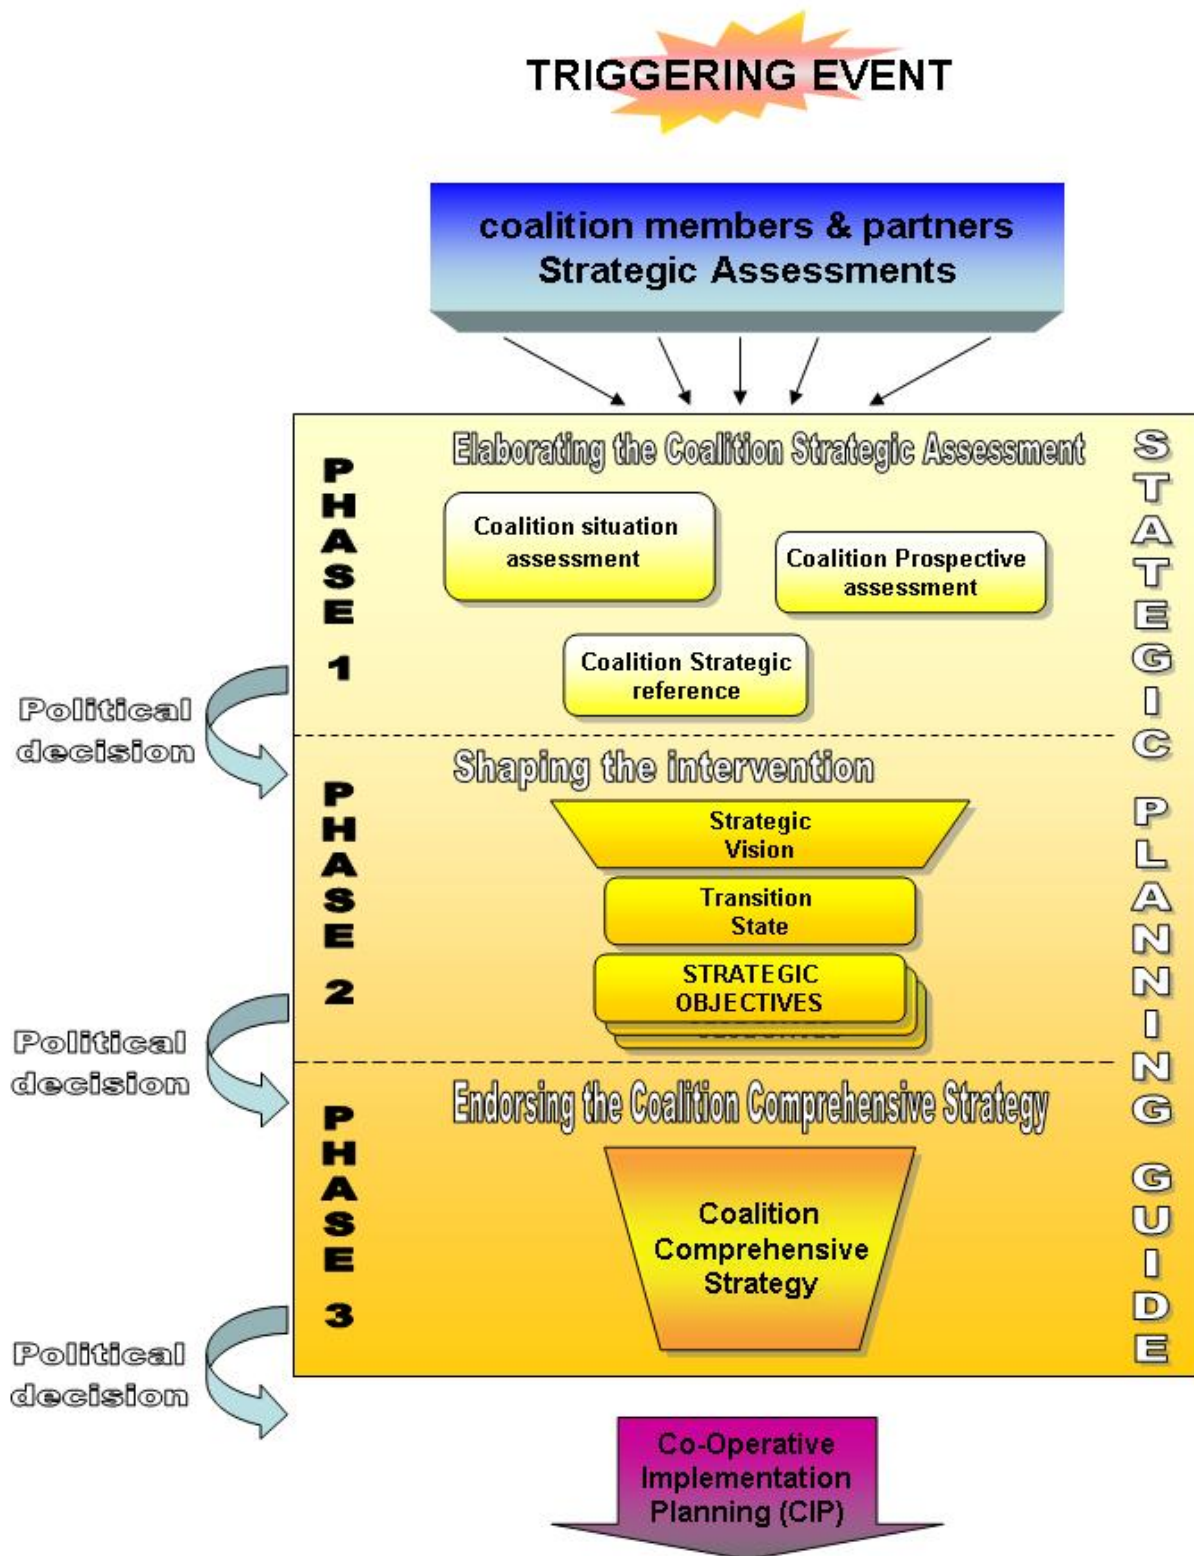 TRIGGERING EVENT
coalition members & partners
Strategic Assessments
PHASE 1
Elaborating the Coalition Strategic Assessment
Coalition situation
assessment
Coalition Prospective
assessment
Coalition Strategic
reference
Political
decision
PHASE 2
Shaping the intervention
Strategic
Vision
Transition
State
STRATEGIC
OBJECTIVES
Political
decision
PHASE 3
Endorsing the Coalition Comprehensive Strategy
Coalition
Comprehensive
Strategy
Political
decision
STATEGIC PLANNING GUIDE
Co-Operative
Implementation
Planning (CIP)